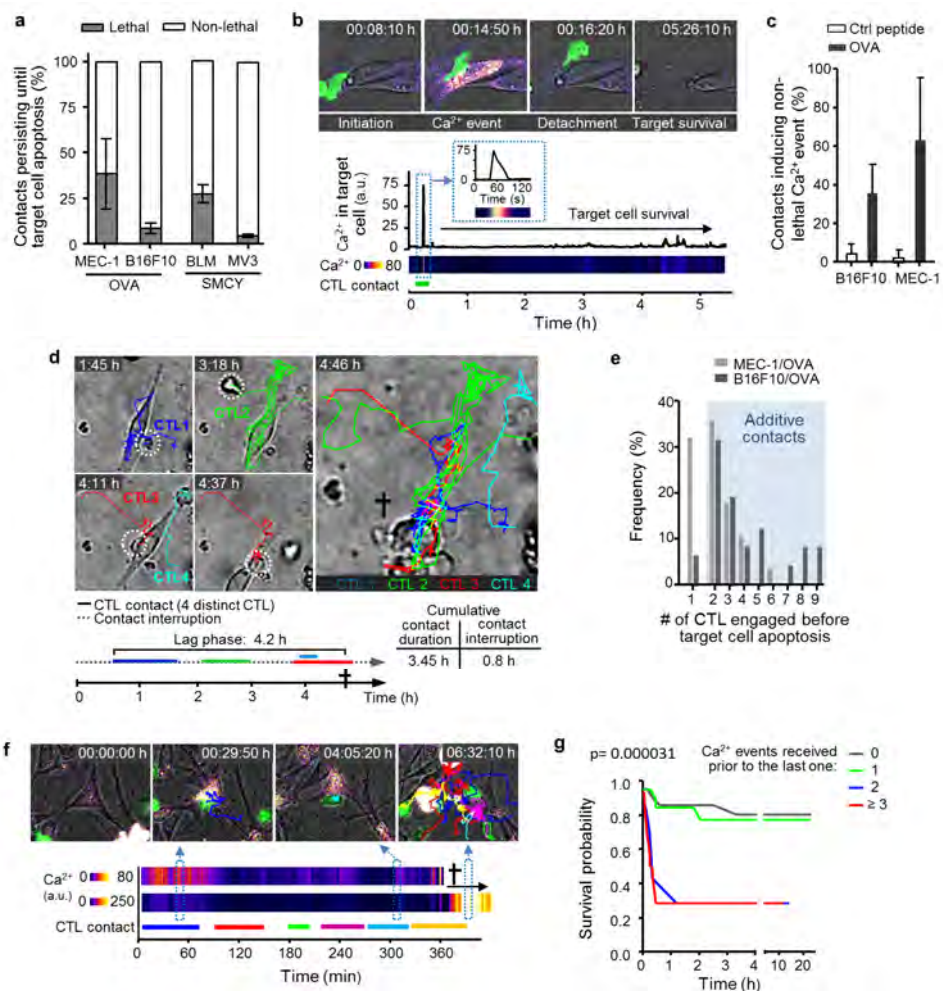 a
Lethal
Non-lethal
Contacts persisting until
target cell apoptosis (%)
100
75
50
25
0
MEC-1 B16F10 BLM MV3
OVA SMCY
b
00:08:10 h
00:14:50 h
00:16:20 h
05:26:10 h
Initiation
Ca²⁺ event
Detachment
Target survival
Ca²⁺ in target
cell (a.u.)
75
50
25
0
75
0
0 60 120
Time (s)
Target cell survival
Ca²⁺ 0 80
CTL contact
0 1 2 3 4 5
Time (h)
c
Ctrl peptide
OVA
Contacts inducing non-
lethal Ca²⁺ event (%)
100
80
60
40
20
0
B16F10 MEC-1
d
1:45 h
CTL1
3:18 h
CTL2
4:11 h
CTL3
CTL4
4:37 h
4:46 h
CTL 1 CTL 2 CTL 3 CTL 4
CTL contact (4 distinct CTL)
Contact interruption
Lag phase: 4.2 h
0 1 2 3 4 Time (h)
Cumulative
contact duration
contact interruption
3.45 h 0.8 h
e
MEC-1/OVA
B16F10/OVA
Additive
contacts
Frequency (%)
40
30
20
10
0
1 2 3 4 5 6 7 8 9
# of CTL engaged before
target cell apoptosis
f
00:00:00 h
00:29:50 h
04:05:20 h
06:32:10 h
Ca²⁺ 0 80
(a.u.) 0 250
CTL contact
0 60 120 180 240 300 360
Time (min)
g
p= 0.000031
Ca²⁺ events received
prior to the last one:
0
1
2
≥ 3
Survival probability
1.0
0.8
0.6
0.4
0.2
0
0 1 2 3 4 10 20
Time (h)